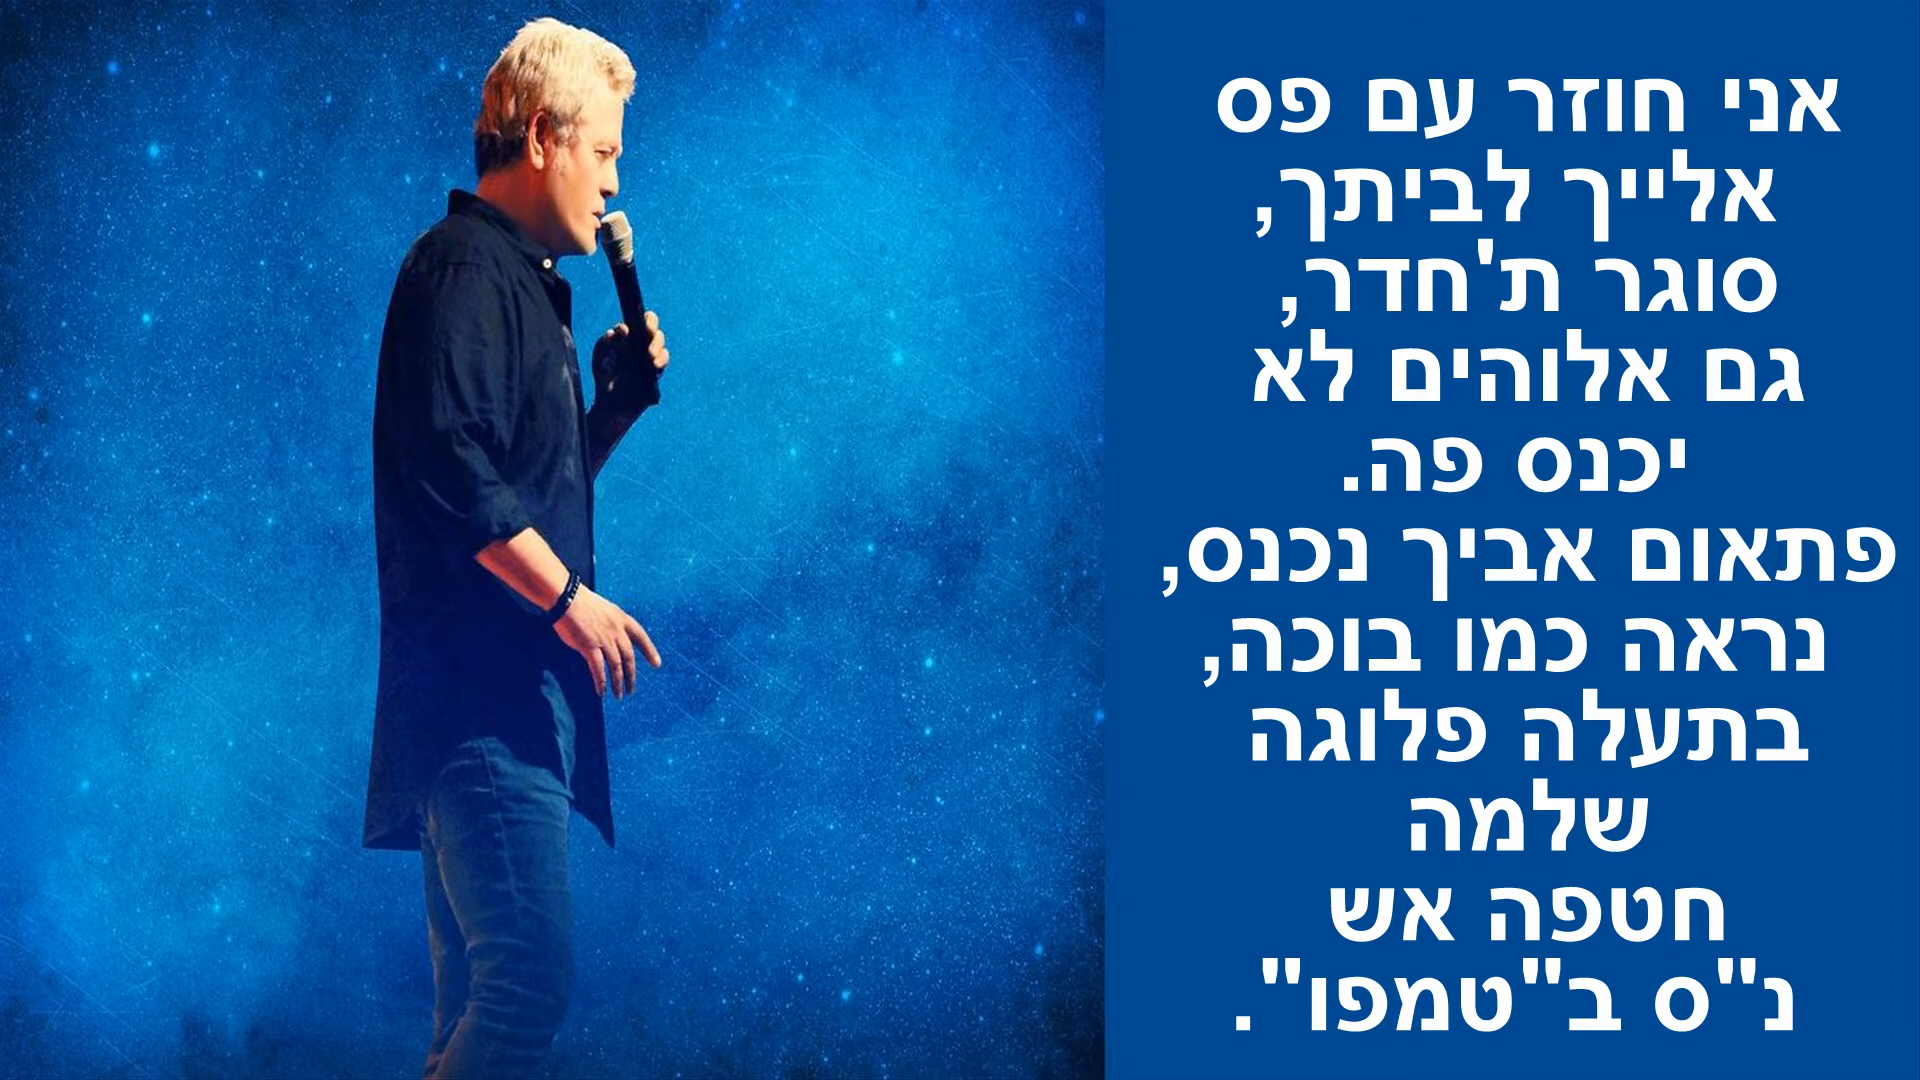 אני חוזר עם פס
אלייך לביתך,
סוגר ת'חדר,
גם אלוהים לא
יכנס פה.
פתאום אביך נכנס,
נראה כמו בוכה,
בתעלה פלוגה
שלמה
חטפה אש
נ"ס ב"טמפו".